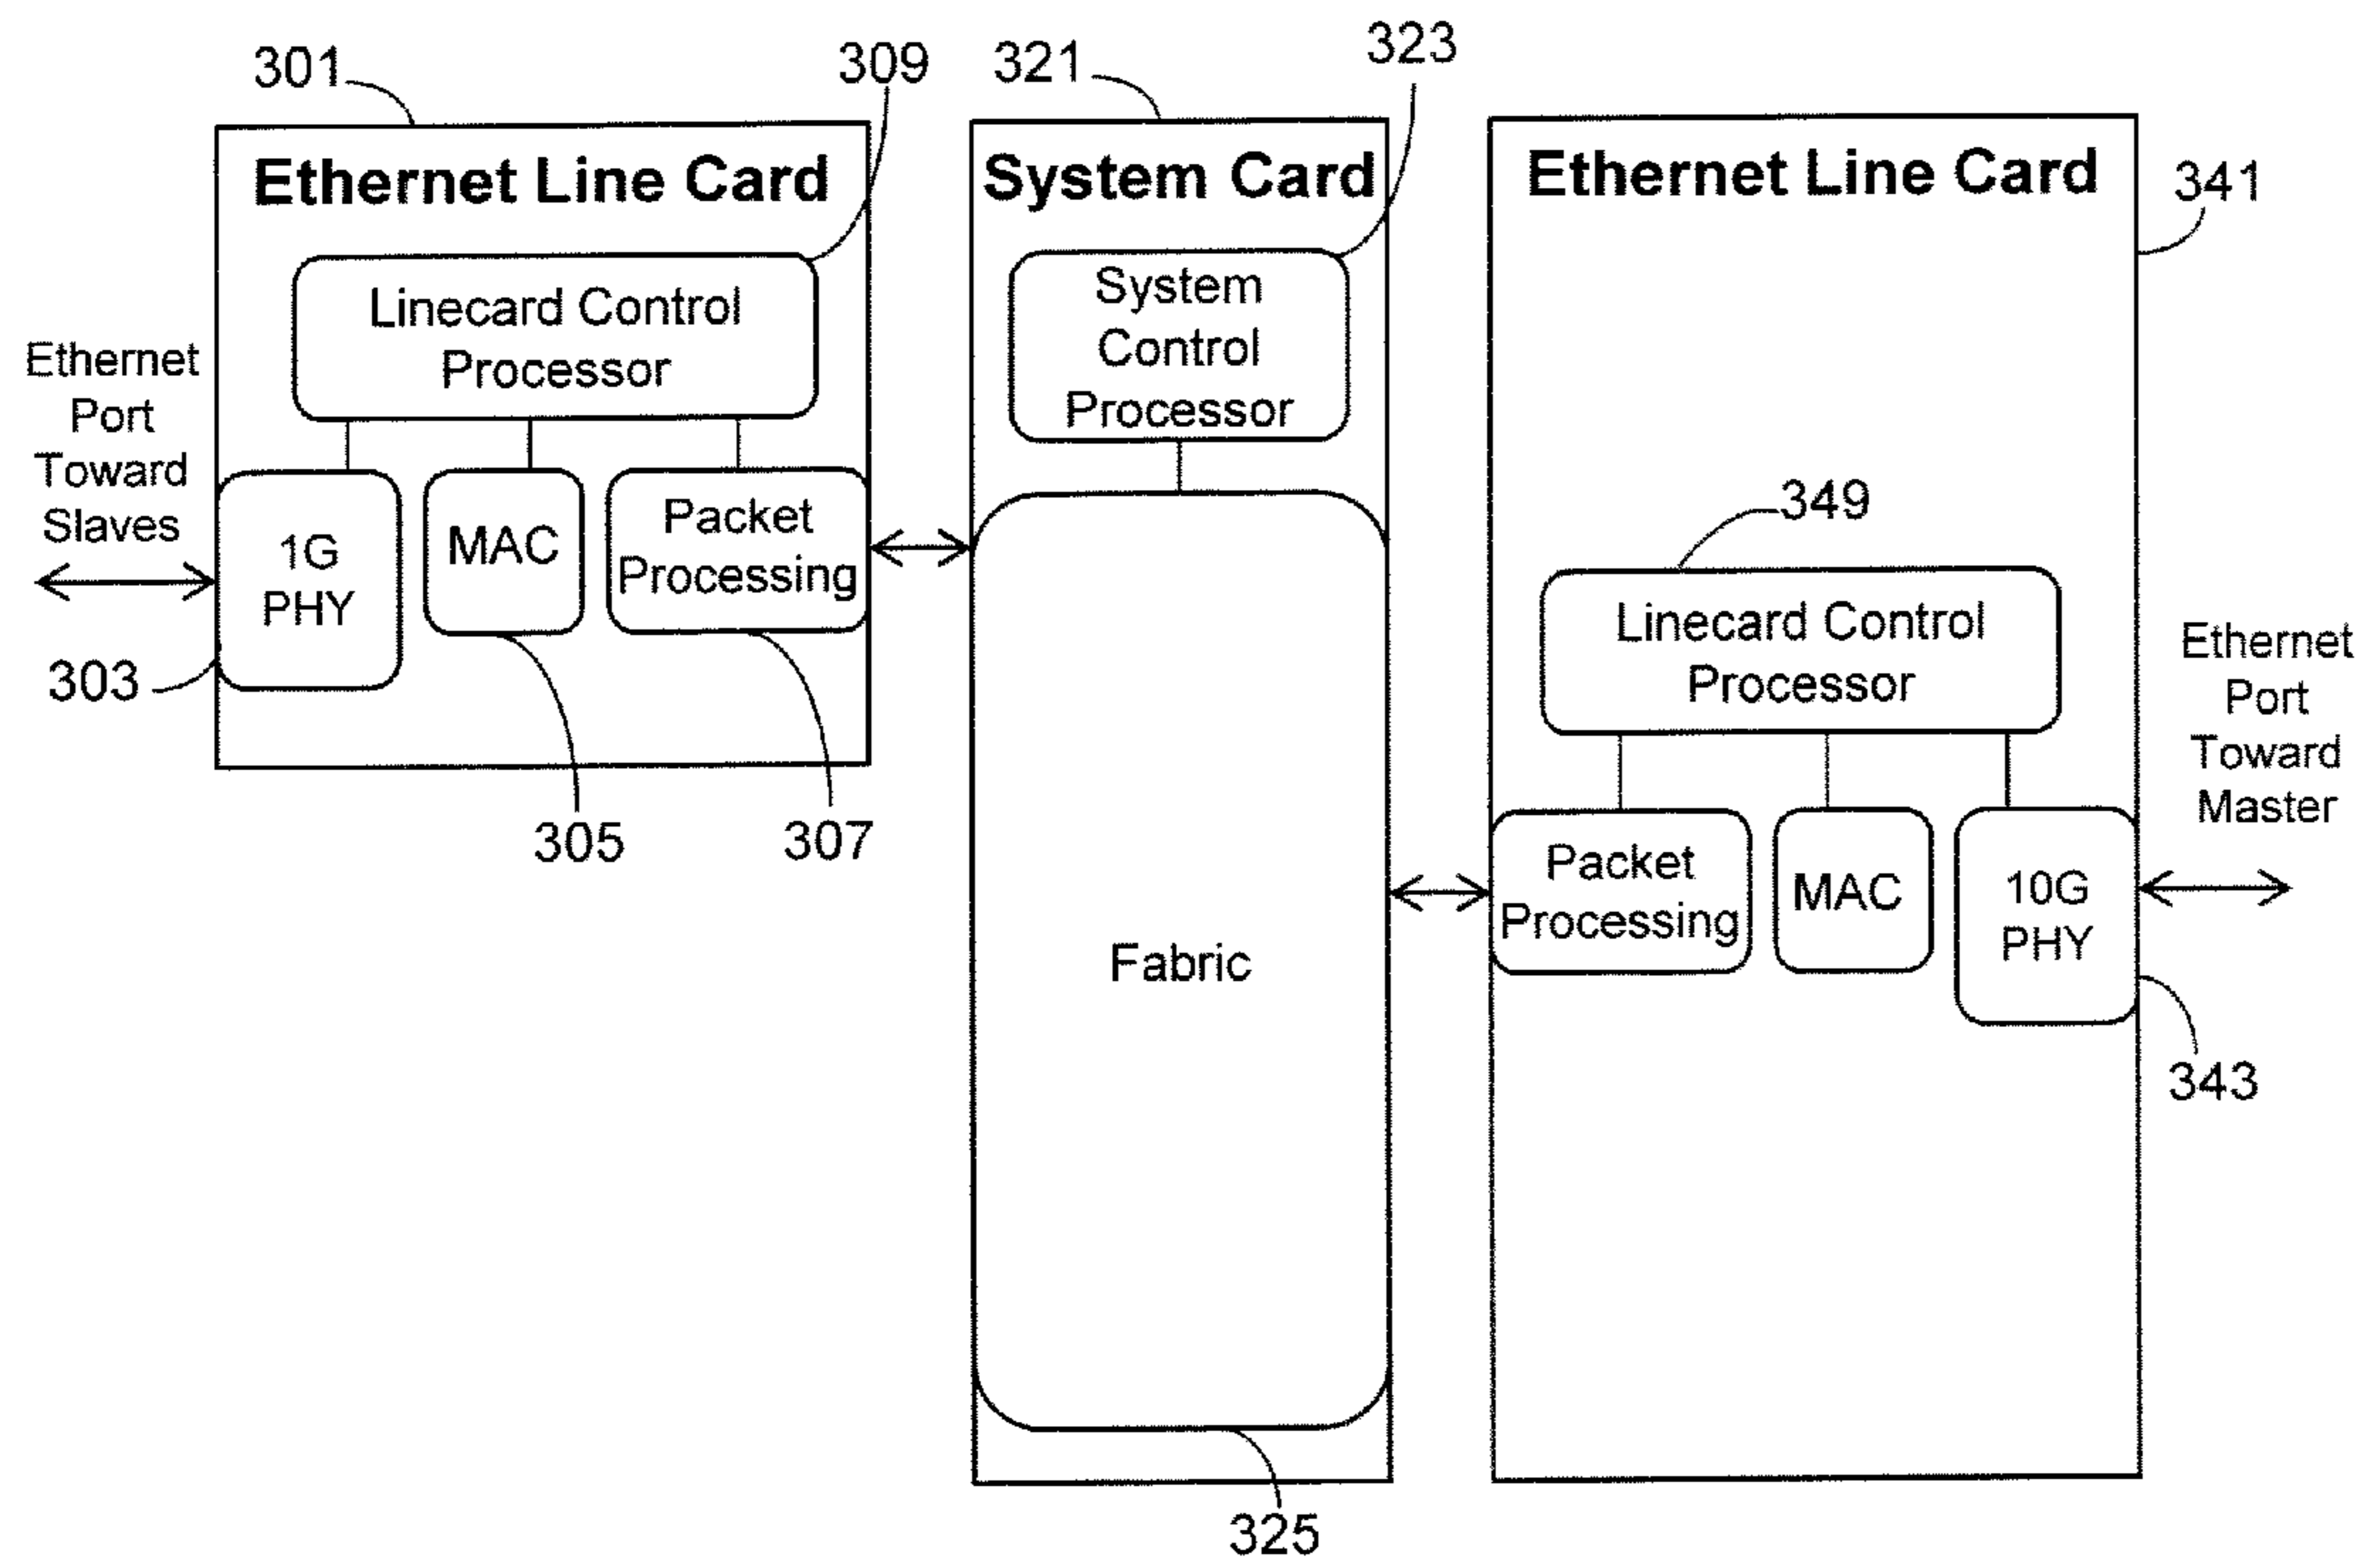 301
309
321
323
Ethernet Line Card
System Card
Ethernet Line Card
341
Linecard Control
Processor
System
Control
Processor
Ethernet
Port
Toward
Slaves
1G
PHY
MAC
Packet
Processing
303
305
307
349
Linecard Control
Processor
Ethernet
Port
Toward
Master
Fabric
Packet
Processing
MAC
10G
PHY
343
325